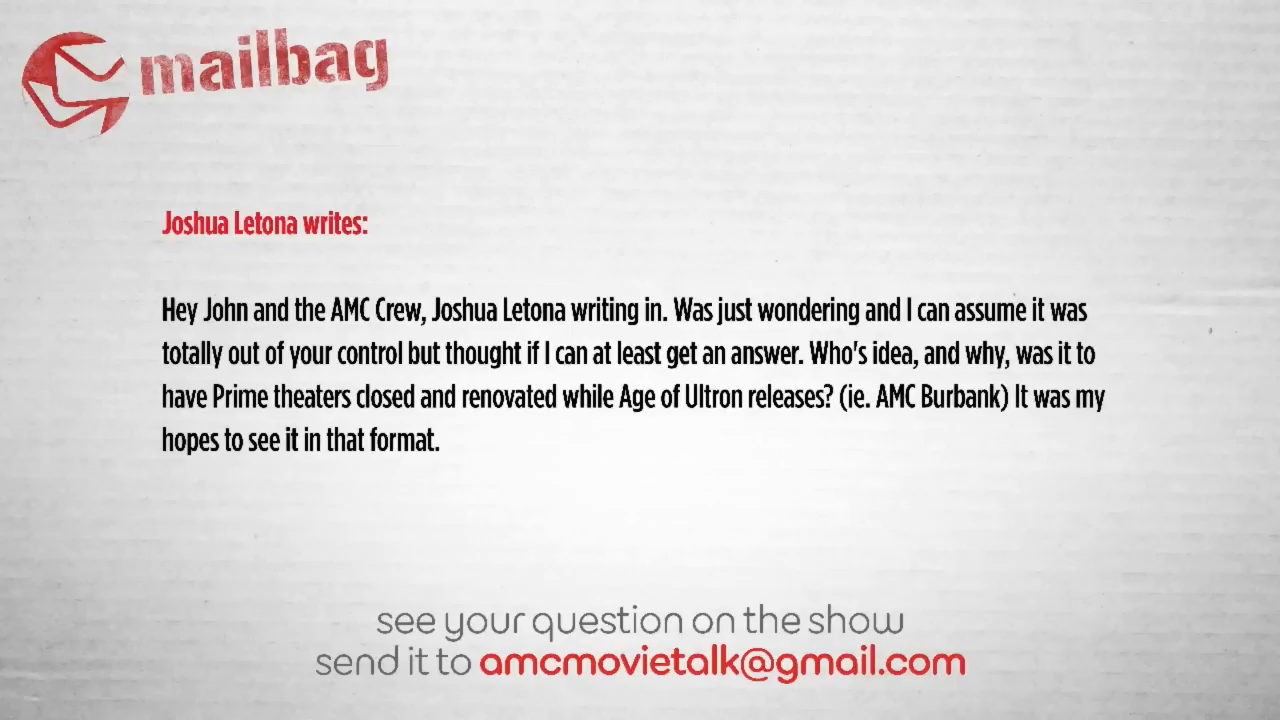 mailbag
Joshua Letona writes:
Hey John and the AMC Crew, Joshua Letona writing in. Was just wondering and I can assume it was
totally out of your control but thought if I can at least get an answer. Who's idea, and why, was it to
have Prime theaters closed and renovated while Age of Ultron releases? (ie. AMC Burbank) It was my
hopes to see it in that format.
see your question on the show
send it to amcmovietalk@gmail.com